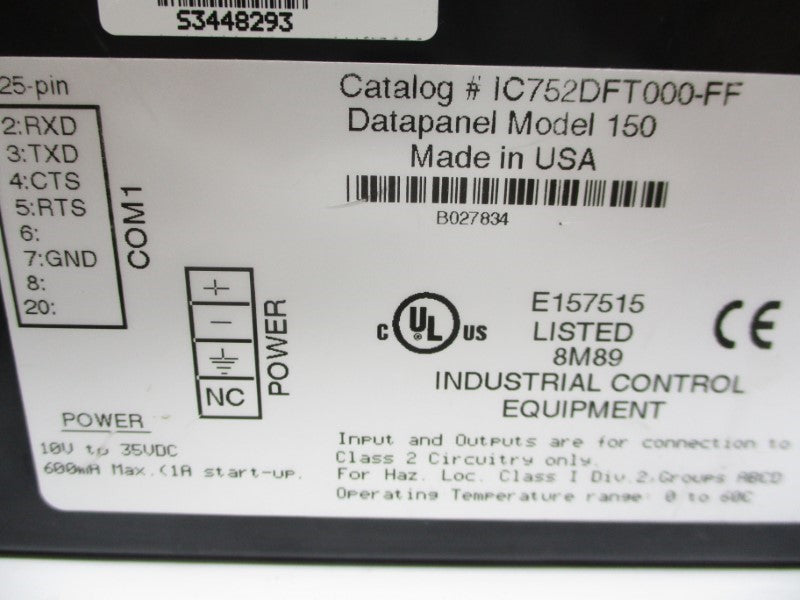 S3448293
25-pin
2:RXD
3:TXD
4:CTS
5:RTS
6:
7:GND
8:
20:
COM1
Catalog # IC752DFT000-FF
Datapanel Model 150
Made in USA
B027834
+
-
NC
POWER
C UL US
E157515
LISTED
8M89
CE
INDUSTRIAL CONTROL
EQUIPMENT
POWER
10V to 35VDC
600mA Max.(1A start-up.
Input and Outputs are for connection to
Class 2 Circuitry only.
For Haz. Loc. Class I Div.2,Groups ABCD
Operating Temperature range: 0 to 60C